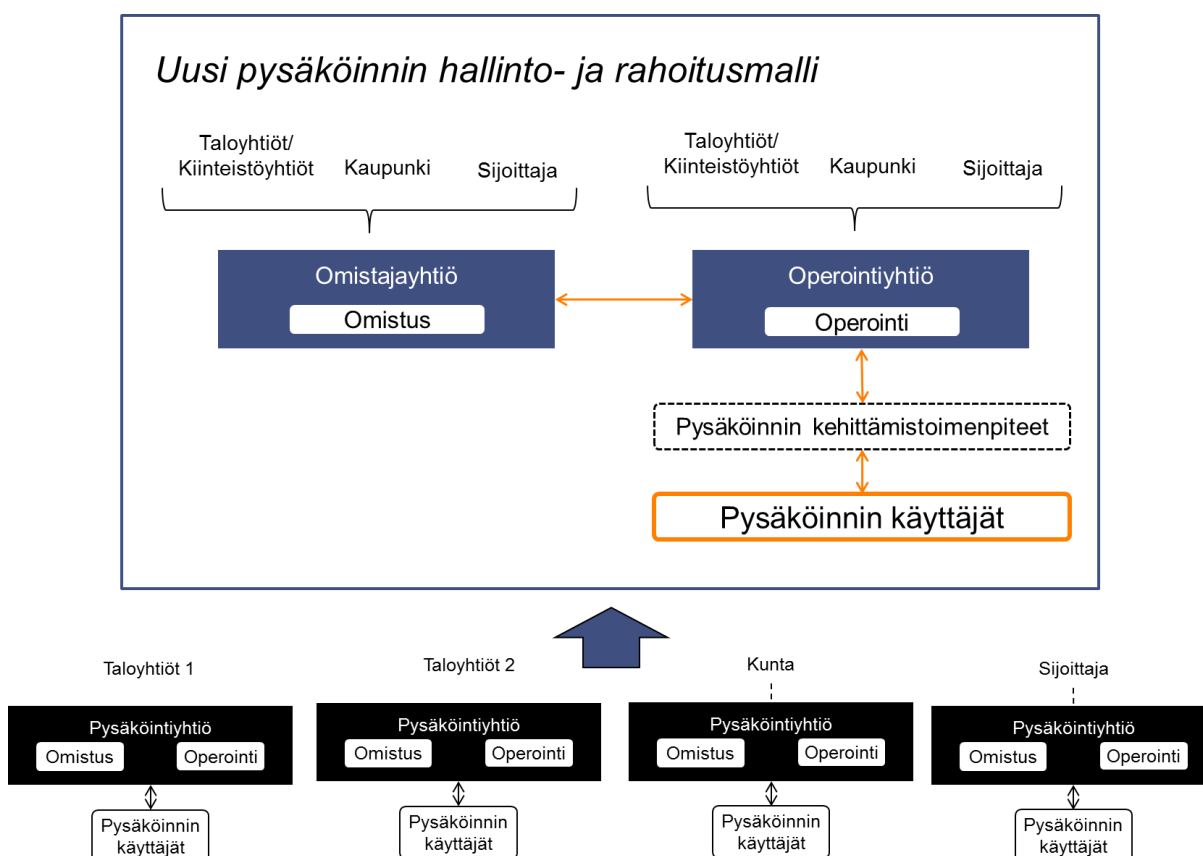 Uusi pysäköinnin hallinto- ja rahoitusmalli
Taloyhtiöt/
Kiinteistöyhtiöt
Kaupunki
Sijoittaja
Taloyhtiöt/
Kiinteistöyhtiöt
Kaupunki
Sijoittaja
Omistajayhtiö
Omistus
Operointiyhtiö
Operointi
Pysäköinnin kehittämistoimenpiteet
Pysäköinnin käyttäjät
Taloyhtiöt 1
Pysäköintiyhtiö
Omistus
Operointi
Pysäköinnin
käyttäjät
Taloyhtiöt 2
Pysäköintiyhtiö
Omistus
Operointi
Pysäköinnin
käyttäjät
Kunta
Pysäköintiyhtiö
Omistus
Operointi
Pysäköinnin
käyttäjät
Sijoittaja
Pysäköintiyhtiö
Omistus
Operointi
Pysäköinnin
käyttäjät